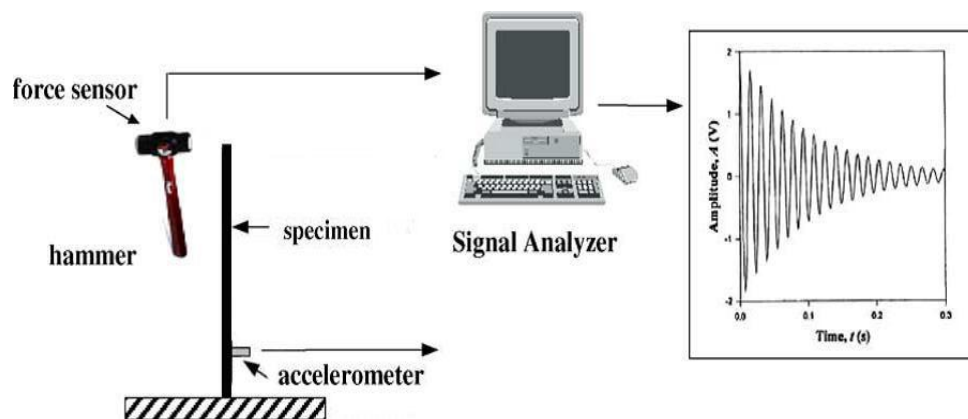 force sensor
hammer
specimen
accelerometer
Signal Analyzer
Amplitude, A (V)
2
1
0
-1
-2
0.0 0.1 0.2 0.3
Time, t (s)